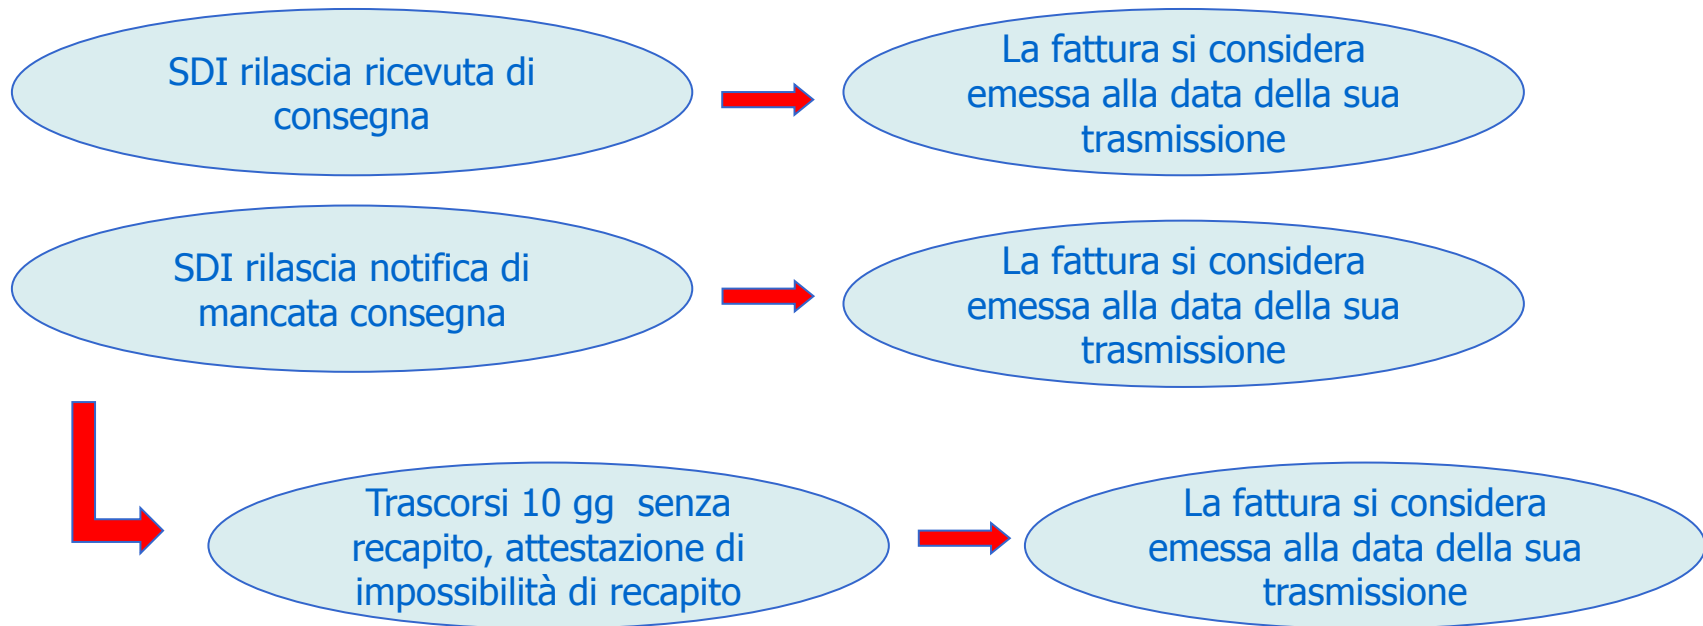 SDI rilascia ricevuta di
consegna
La fattura si considera
emessa alla data della sua
trasmissione
SDI rilascia notifica di
mancata consegna
La fattura si considera
emessa alla data della sua
trasmissione
Trascorsi 10 gg  senza
recapito, attestazione di
impossibilità di recapito
La fattura si considera
emessa alla data della sua
trasmissione